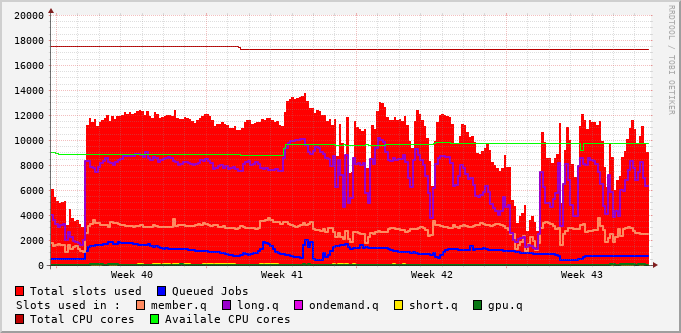 20000
18000
16000
14000
12000
10000
8000
6000
4000
2000
0
Week 40 Week 41 Week 42 Week 43
Total slots used Queued Jobs
Slots used in : member.q long.q ondemand.q short.q gpu.q
Total CPU cores Availale CPU cores
RRDTOOL / TOBI OETIKER